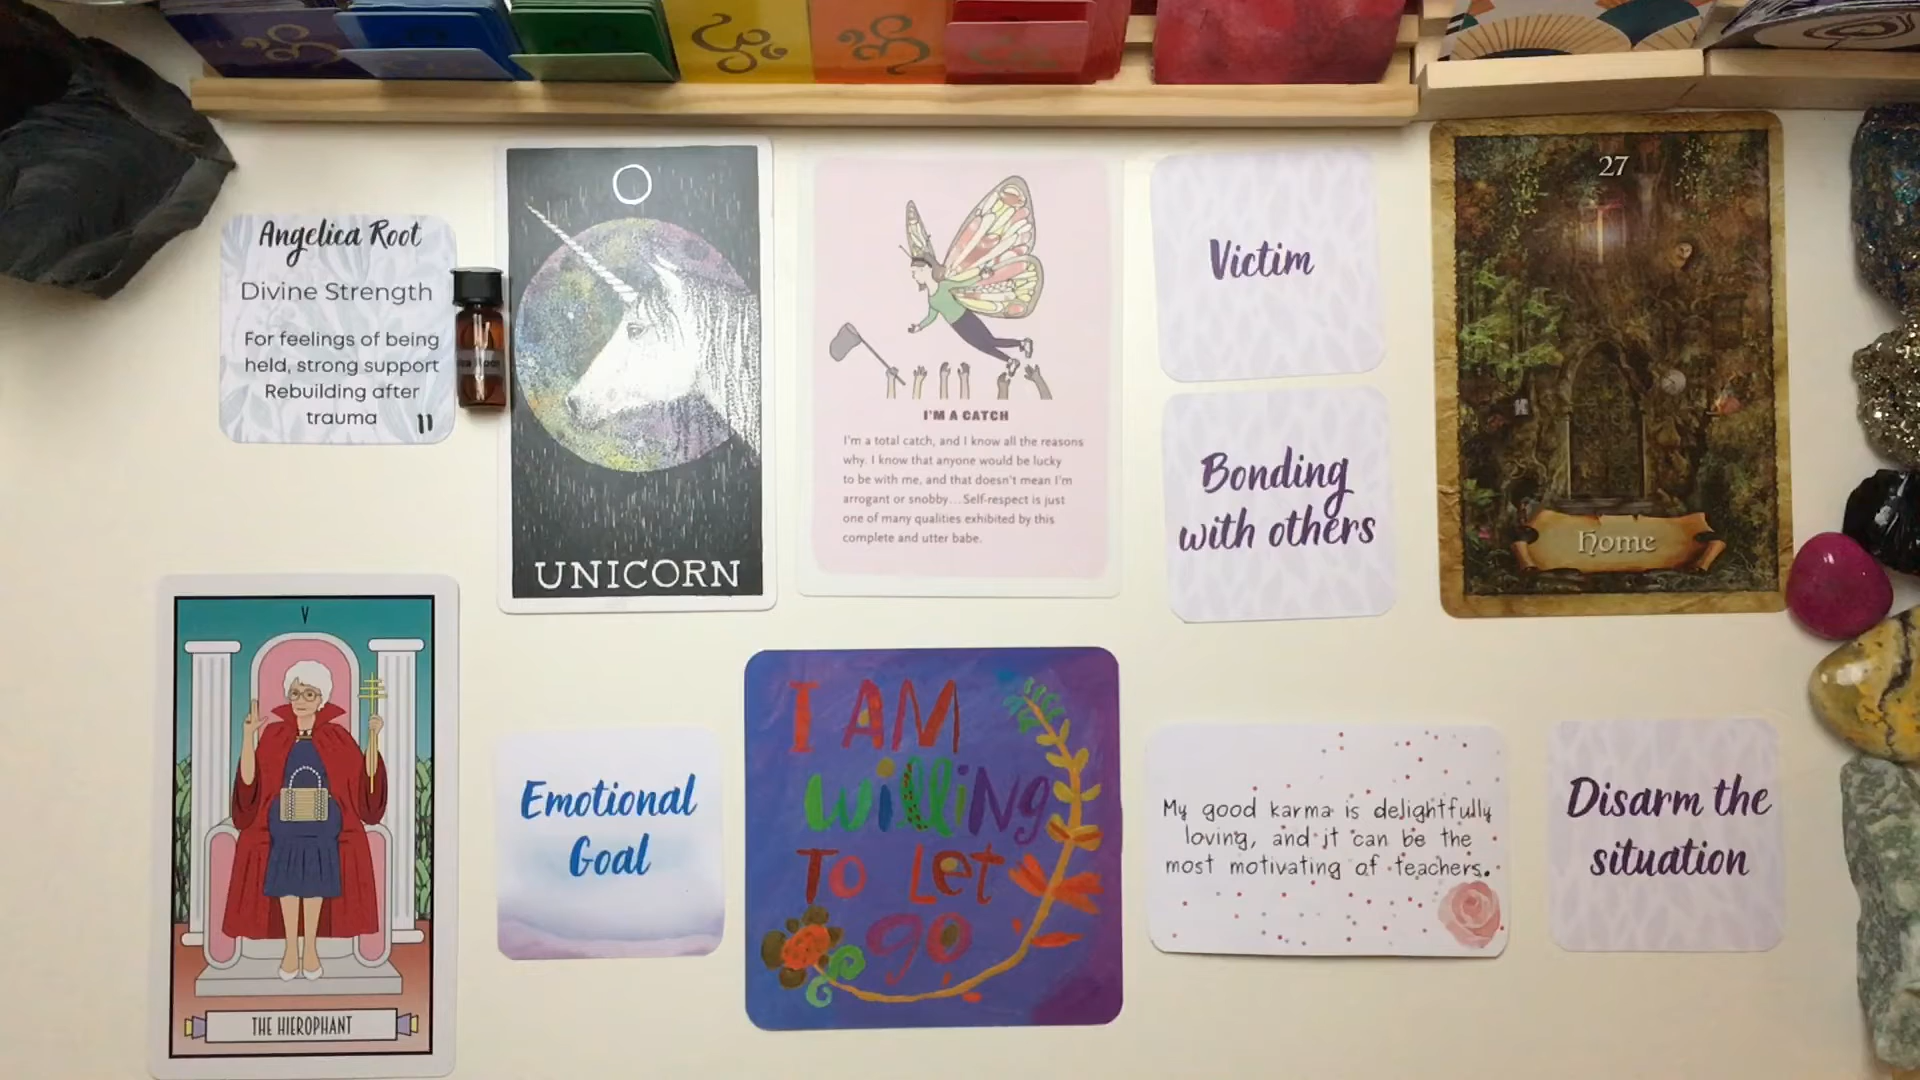 Angelica Root
Divine Strength
For feelings of being
held, strong support
Rebuilding after
trauma
11
O
UNICORN
I'M A CATCH
I'm a total catch, and I know all the reasons
why. I know that anyone would be lucky
to be with me, and that doesn't mean I'm
arrogant or snobby...Self-respect is just
one of many qualities exhibited by this
complete and utter babe.
Victim
Bonding
with others
27
Home
V
THE HIEROPHANT
Emotional
Goal
I AM
willing
To Let
go
My good karma is delightfully
loving, and it can be the
most motivating of teachers.
Disarm the
situation